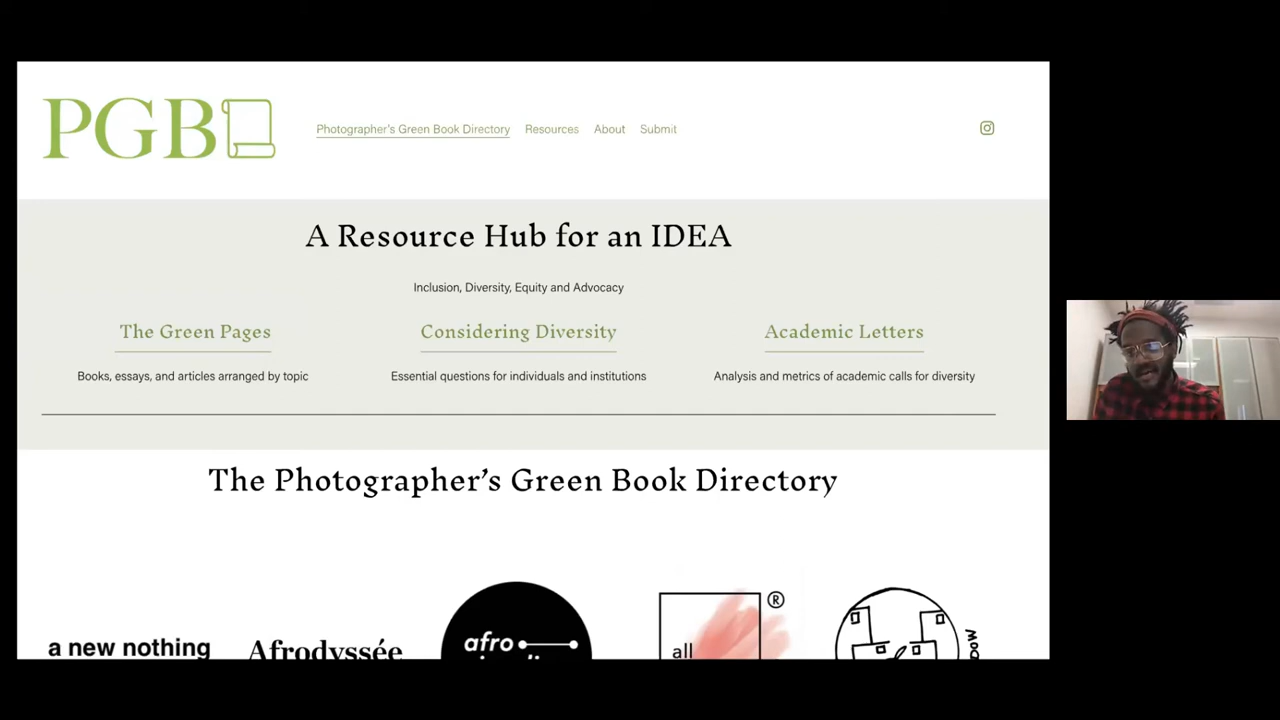 PGB
Photographer's Green Book Directory Resources About Submit
A Resource Hub for an IDEA
Inclusion, Diversity, Equity and Advocacy
The Green Pages Considering Diversity Academic Letters
Books, essays, and articles arranged by topic Essential questions for individuals and institutions Analysis and metrics of academic calls for diversity
The Photographer’s Green Book Directory
a new nothing Afrodyssée afro all ®